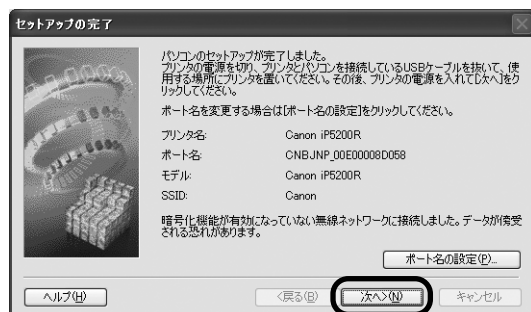 セットアップの完了
パソコンのセットアップが完了しました。
プリンタの電源を切り、プリンタとパソコンを接続しているUSBケーブルを抜いて、使
用する場所にプリンタを置いてください。その後、プリンタの電源を入れて[次へ]をク
リックしてください。
ポート名を変更する場合は[ポート名の設定]をクリックしてください。
プリンタ名: Canon iP5200R
ポート名: CNBJNP_00E00008D058
モデル: Canon iP5200R
SSID: Canon
暗号化機能が有効になっていない無線ネットワークに接続しました。データが傍受
される恐れがあります。
ポート名の設定(P)...
ヘルプ(H) <戻る(B) 次へ>(N) キャンセル